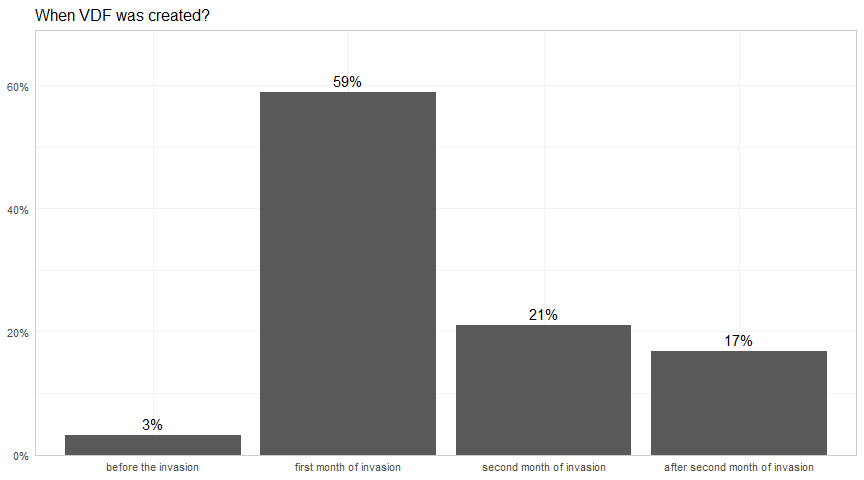 When VDF was created?
60%
40%
20%
0%
3%
59%
21%
17%
before the invasion
first month of invasion
second month of invasion
after second month of invasion